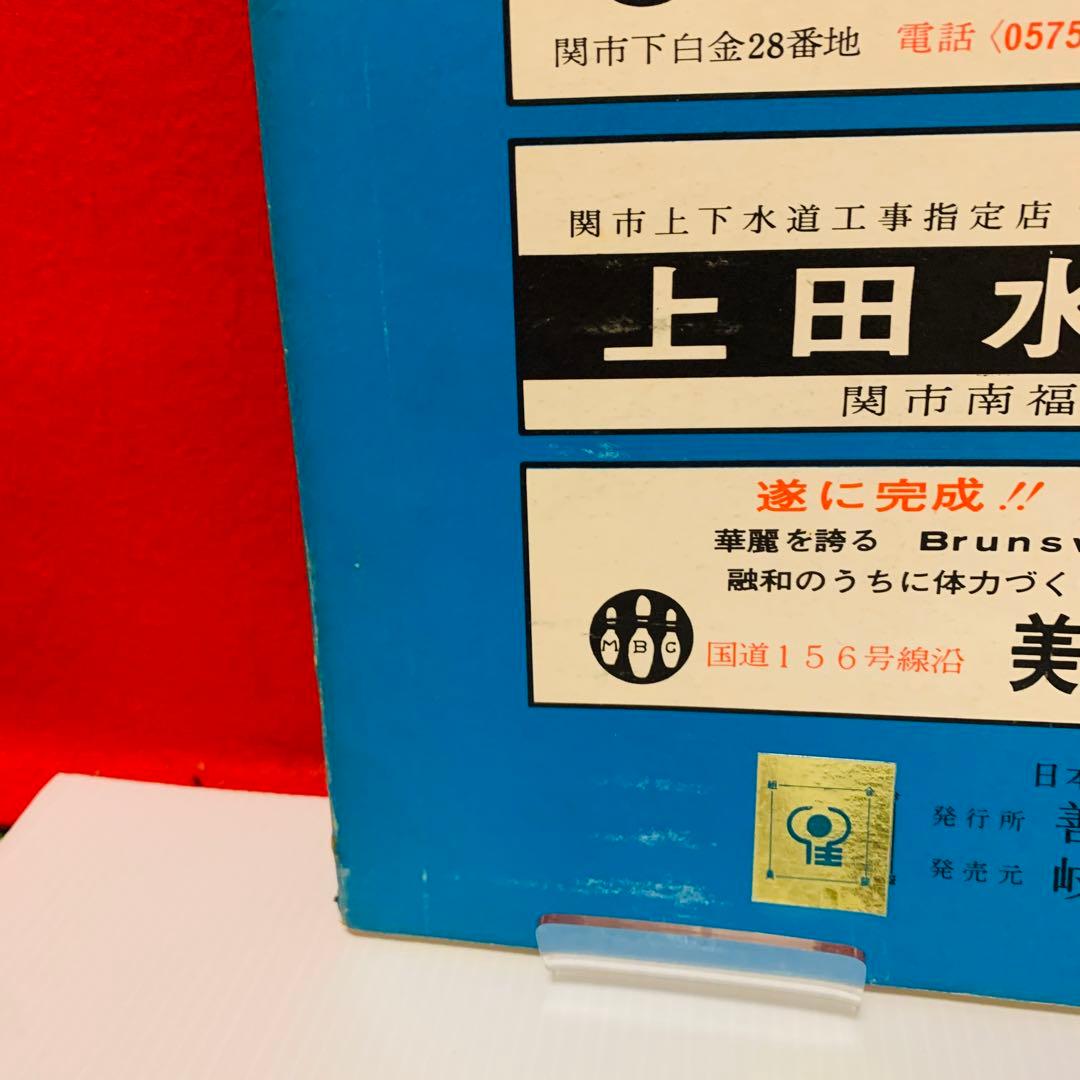 関市下白金28番地 電話〈0575
関市上下水道工事指定店
上田水
関市南福
遂に完成!!
華麗を誇る Bruns
融和のうちに体力づく
MBC
国道156号線沿
美
日本
発行所 善
発売元 岐